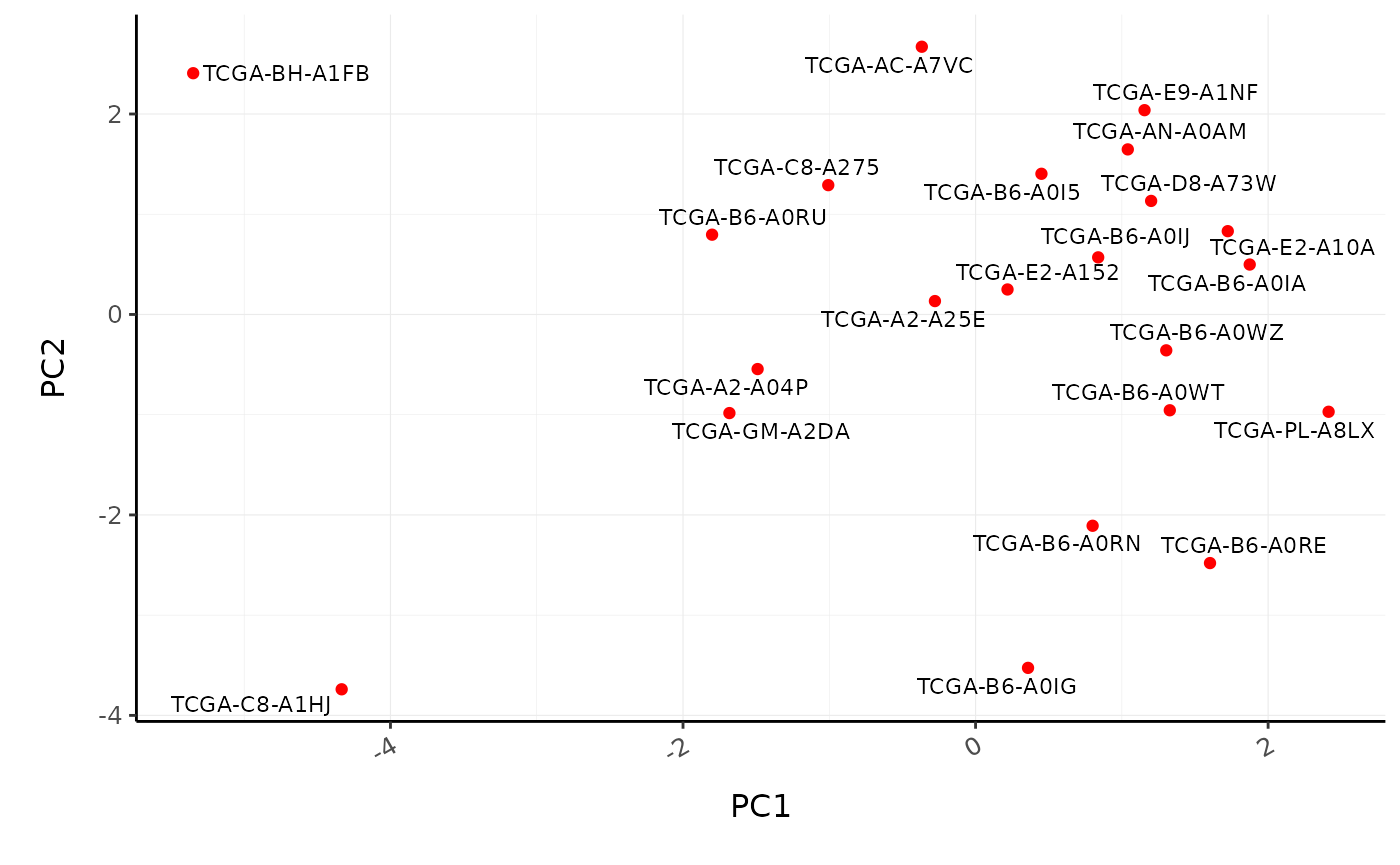 TCGA-AC-A7VC
TCGA-BH-A1FB
TCGA-E9-A1NF
2
TCGA-AN-A0AM
TCGA-C8-A275
TCGA-D8-A73W
TCGA-B6-A0I5
TCGA-B6-A0RU
TCGA-B6-A0IJ
TCGA-E2-A10A
TCGA-E2-A152
TCGA-B6-A0IA
0
TCGA-A2-A25E
TCGA-B6-A0WZ
PC2
TCGA-A2-A04P
TCGA-B6-A0WT
TCGA-GM-A2DA
TCGA-PL-A8LX
-2
TCGA-B6-A0RN
TCGA-B6-A0RE
TCGA-B6-A0IG
TCGA-C8-A1HJ
-4
-4
-2
0
2
PC1